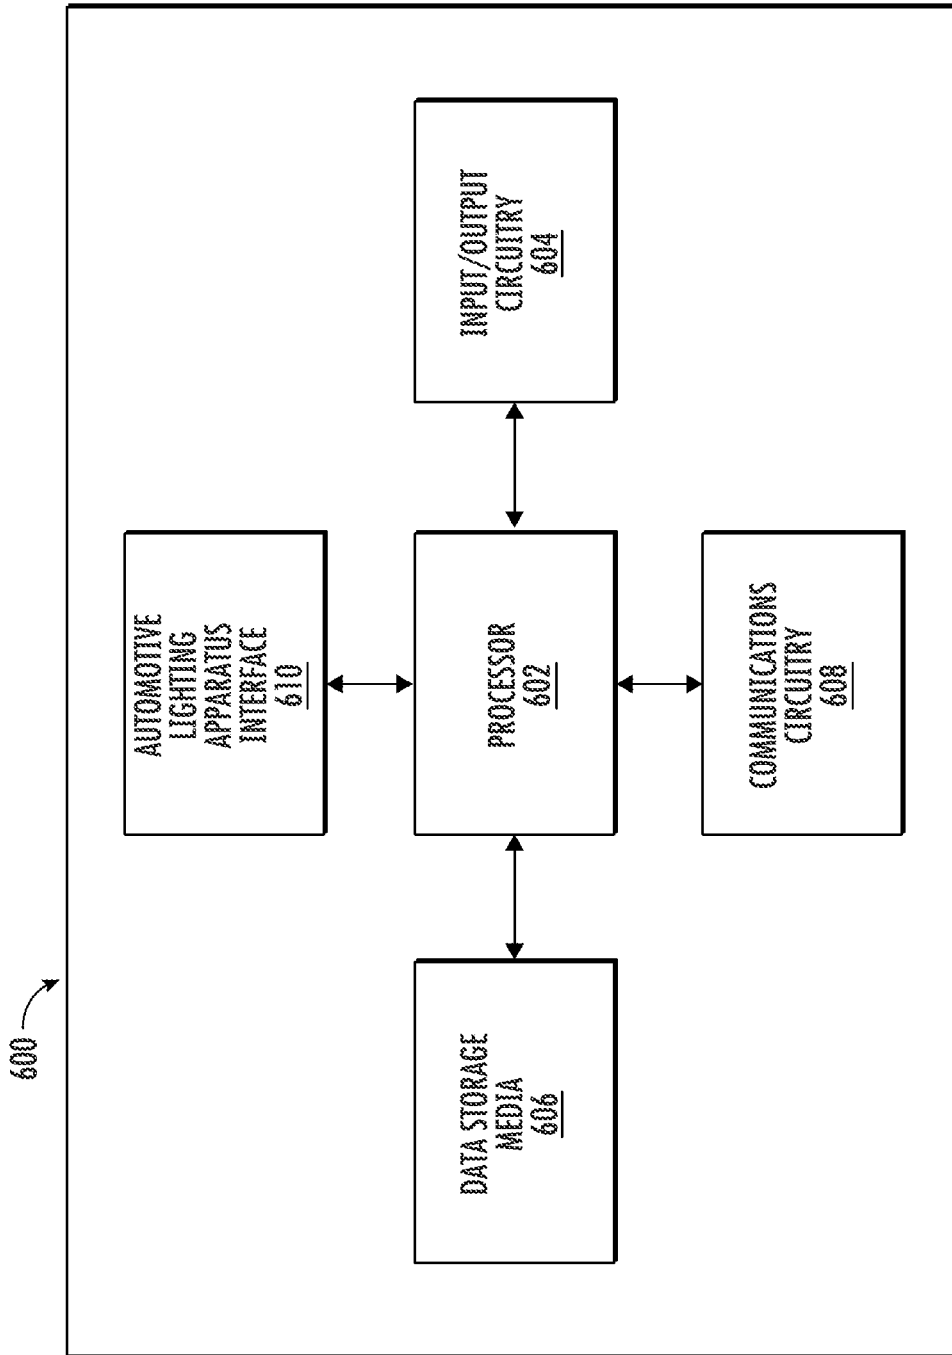 600
AUTOMOTIVE
LIGHTING
APPARATUS
INTERFACE
610
DATA STORAGE
MEDIA
606
PROCESSOR
602
INPUT/OUTPUT
CIRCUITRY
604
COMMUNICATIONS
CIRCUITRY
608